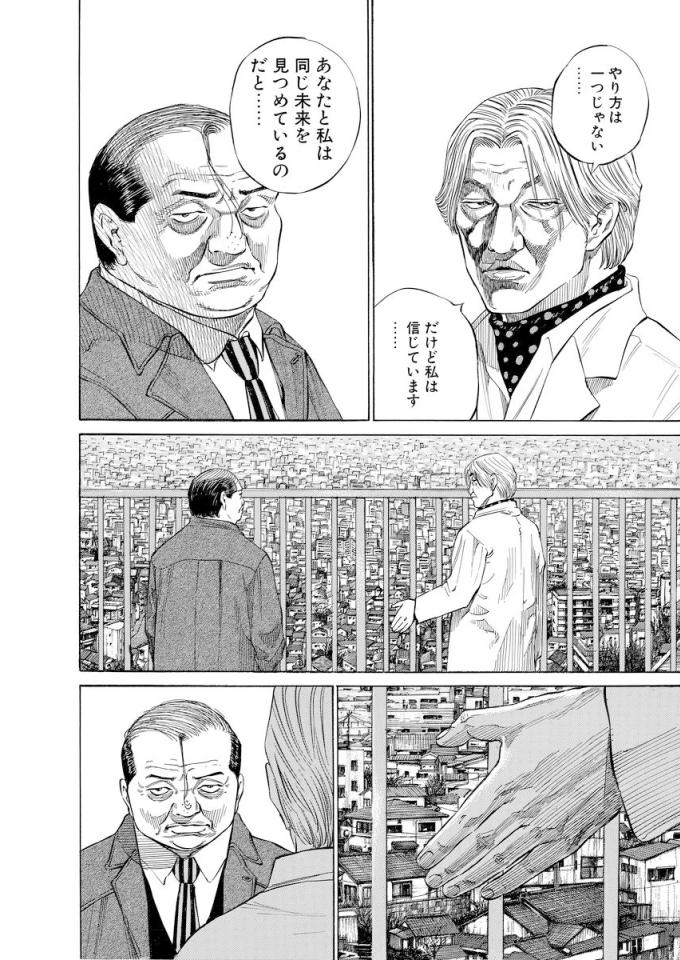 やり方は
一つじゃない
……
だけど私は
信じています
……
あなたと私は
同じ未来を
見つめているの
だと……